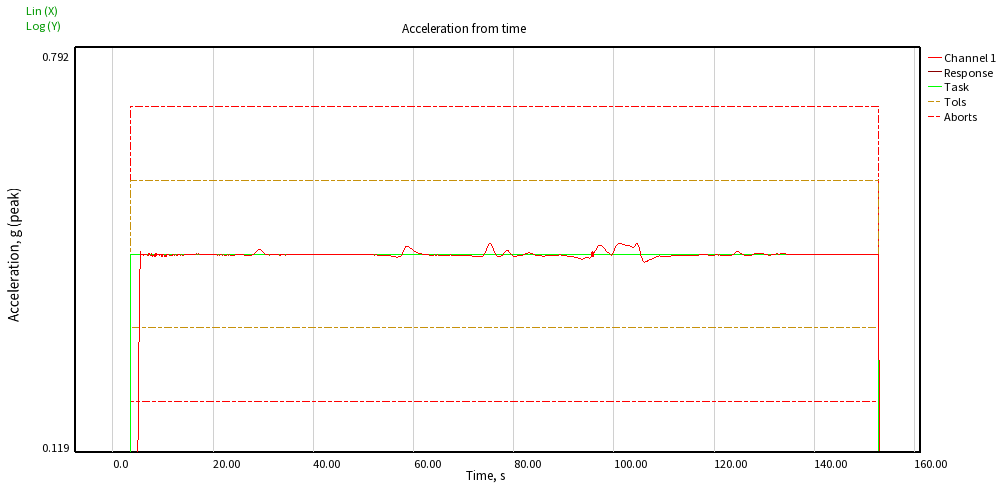 Lin (X)
Log (Y)
Acceleration from time
0.792
Channel 1
Response
Task
Tols
Aborts
Acceleration, g (peak)
0.119
0.0 20.00 40.00 60.00 80.00 100.00 120.00 140.00 160.00
Time, s